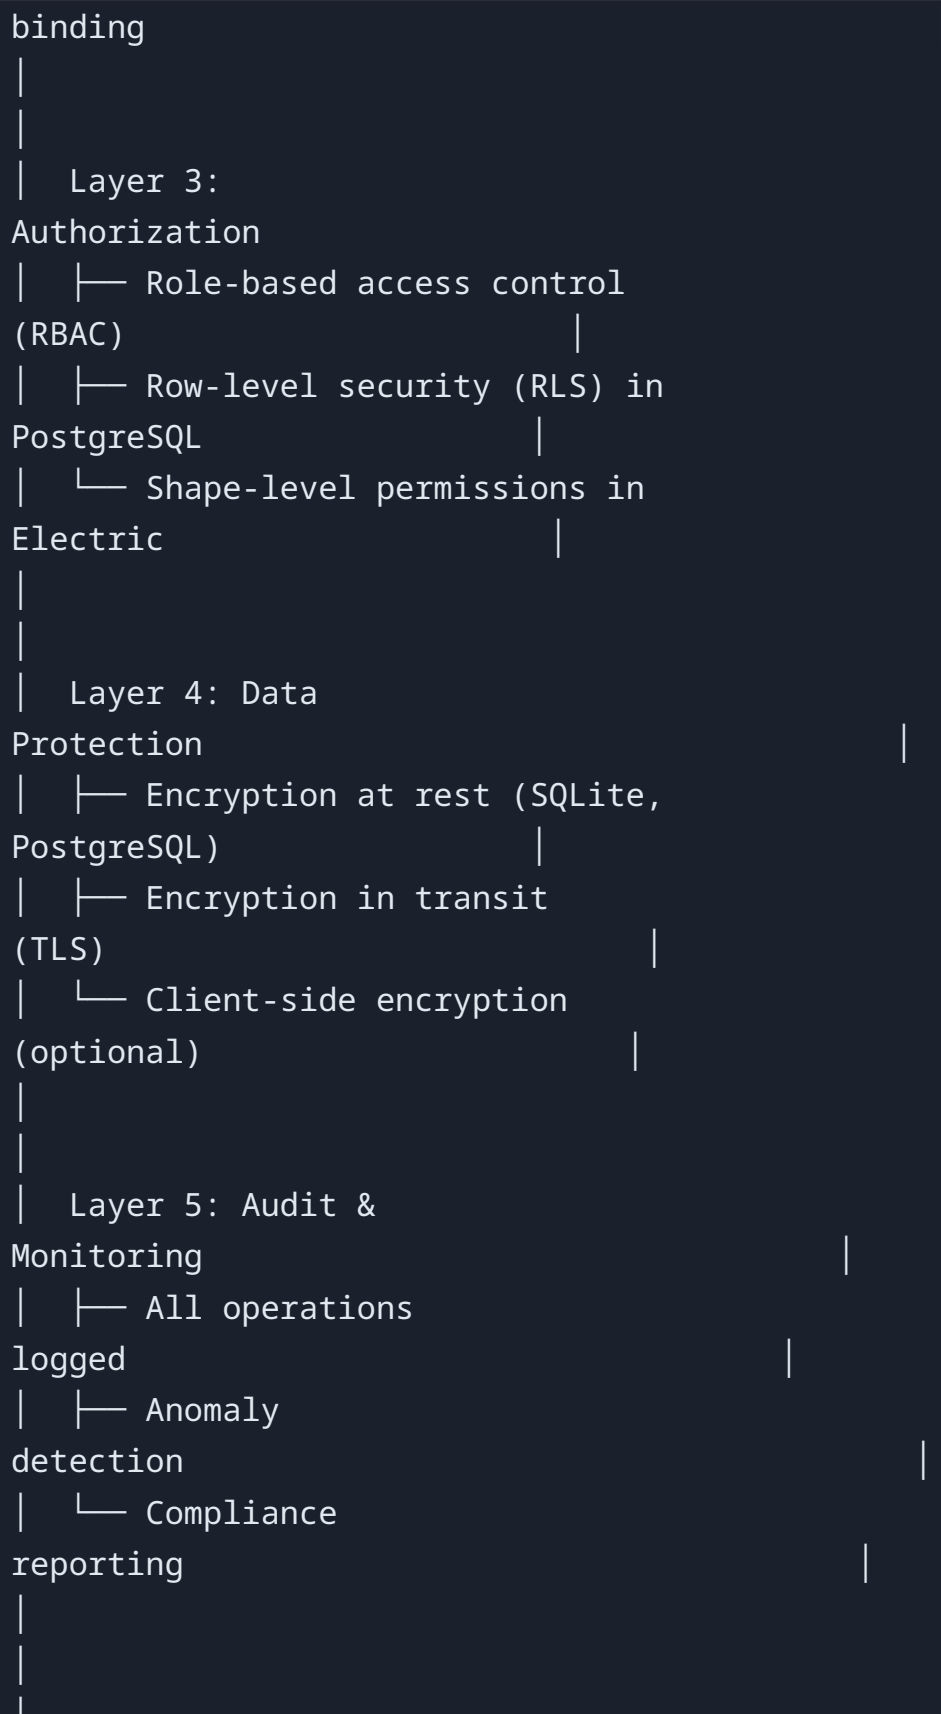 binding
│
│
│  Layer 3:
Authorization
│  ├── Role-based access control
(RBAC)                       │
│  ├── Row-level security (RLS) in
PostgreSQL                 │
│  └── Shape-level permissions in
Electric                    │
│
│
│  Layer 4: Data
Protection                                    │
│  ├── Encryption at rest (SQLite,
PostgreSQL)                │
│  ├── Encryption in transit
(TLS)                            │
│  └── Client-side encryption
(optional)                      │
│
│
│  Layer 5: Audit &
Monitoring                                 │
│  ├── All operations
logged                                  │
│  ├── Anomaly
detection                                      │
│  └── Compliance
reporting                                   │
│
│
│